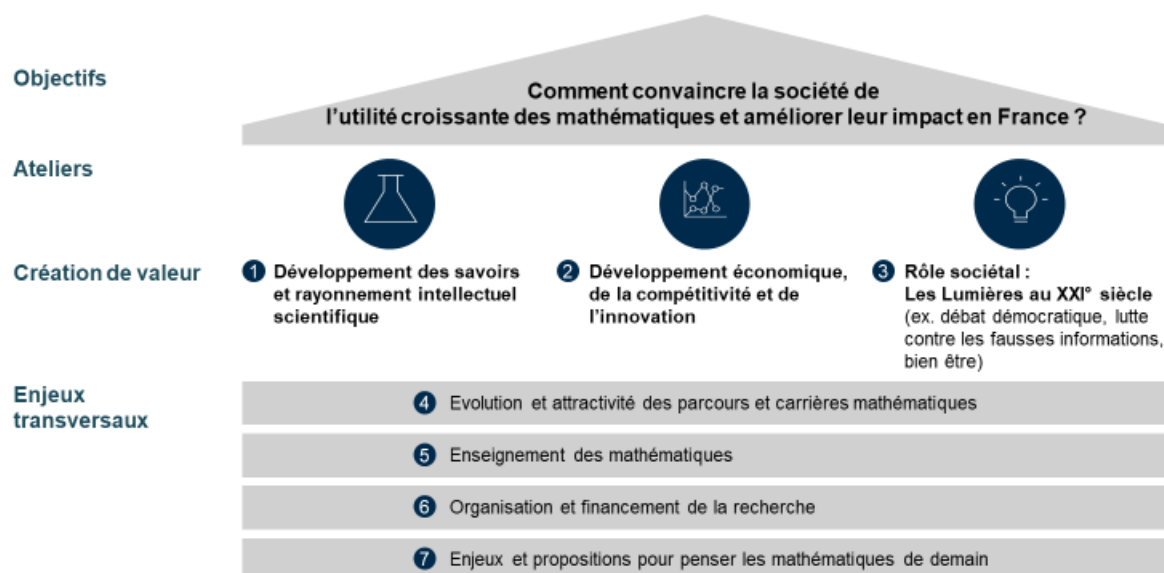 Objectifs
Comment convaincre la société de
l'utilité croissante des mathématiques et améliorer leur impact en France ?
Ateliers
Création de valeur
1 Développement des savoirs
et rayonnement intellectuel
scientifique
2 Développement économique,
de la compétitivité et de
l'innovation
3 Rôle sociétal :
Les Lumières au XXI° siècle
(ex. débat démocratique, lutte
contre les fausses informations,
bien être)
Enjeux
transversaux
4 Evolution et attractivité des parcours et carrières mathématiques
5 Enseignement des mathématiques
6 Organisation et financement de la recherche
7 Enjeux et propositions pour penser les mathématiques de demain